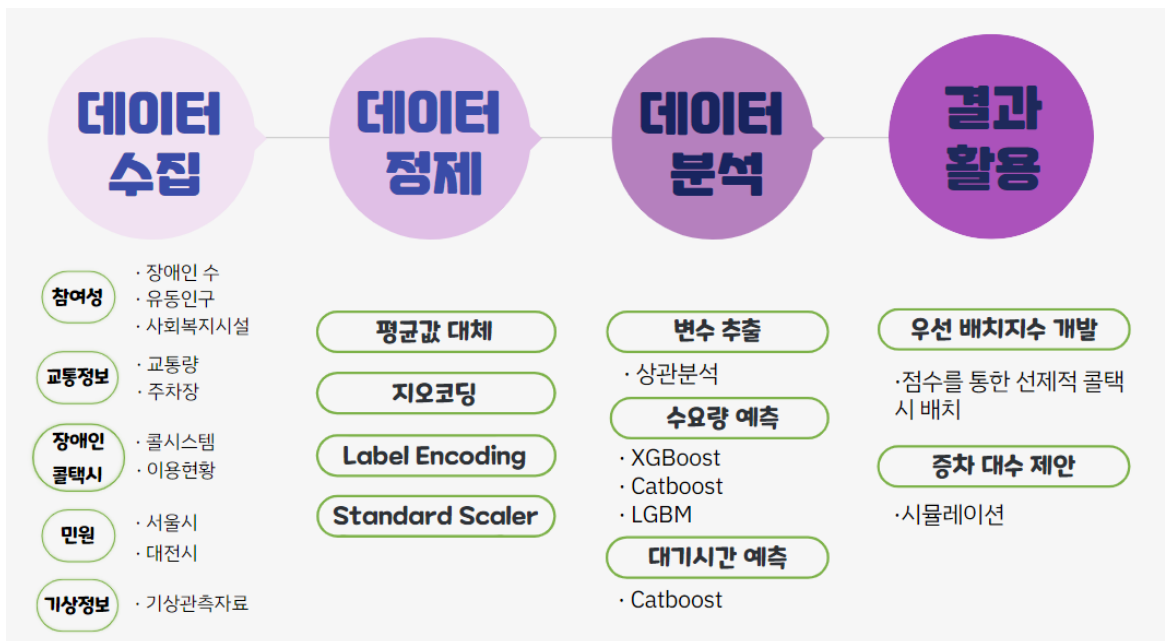 데이터
수집
데이터
정제
데이터
분석
결과
활용
참여성
· 장애인 수
· 유동인구
· 사회복지시설
교통정보
· 교통량
· 주차장
장애인
콜택시
· 콜시스템
· 이용현황
민원
· 서울시
· 대전시
기상정보
· 기상관측자료
평균값 대체
지오코딩
Label Encoding
Standard Scaler
변수 추출
· 상관분석
수요량 예측
· XGBoost
· Catboost
· LGBM
대기시간 예측
· Catboost
우선 배치지수 개발
·점수를 통한 선제적 콜택
시 배치
증차 대수 제안
·시뮬레이션